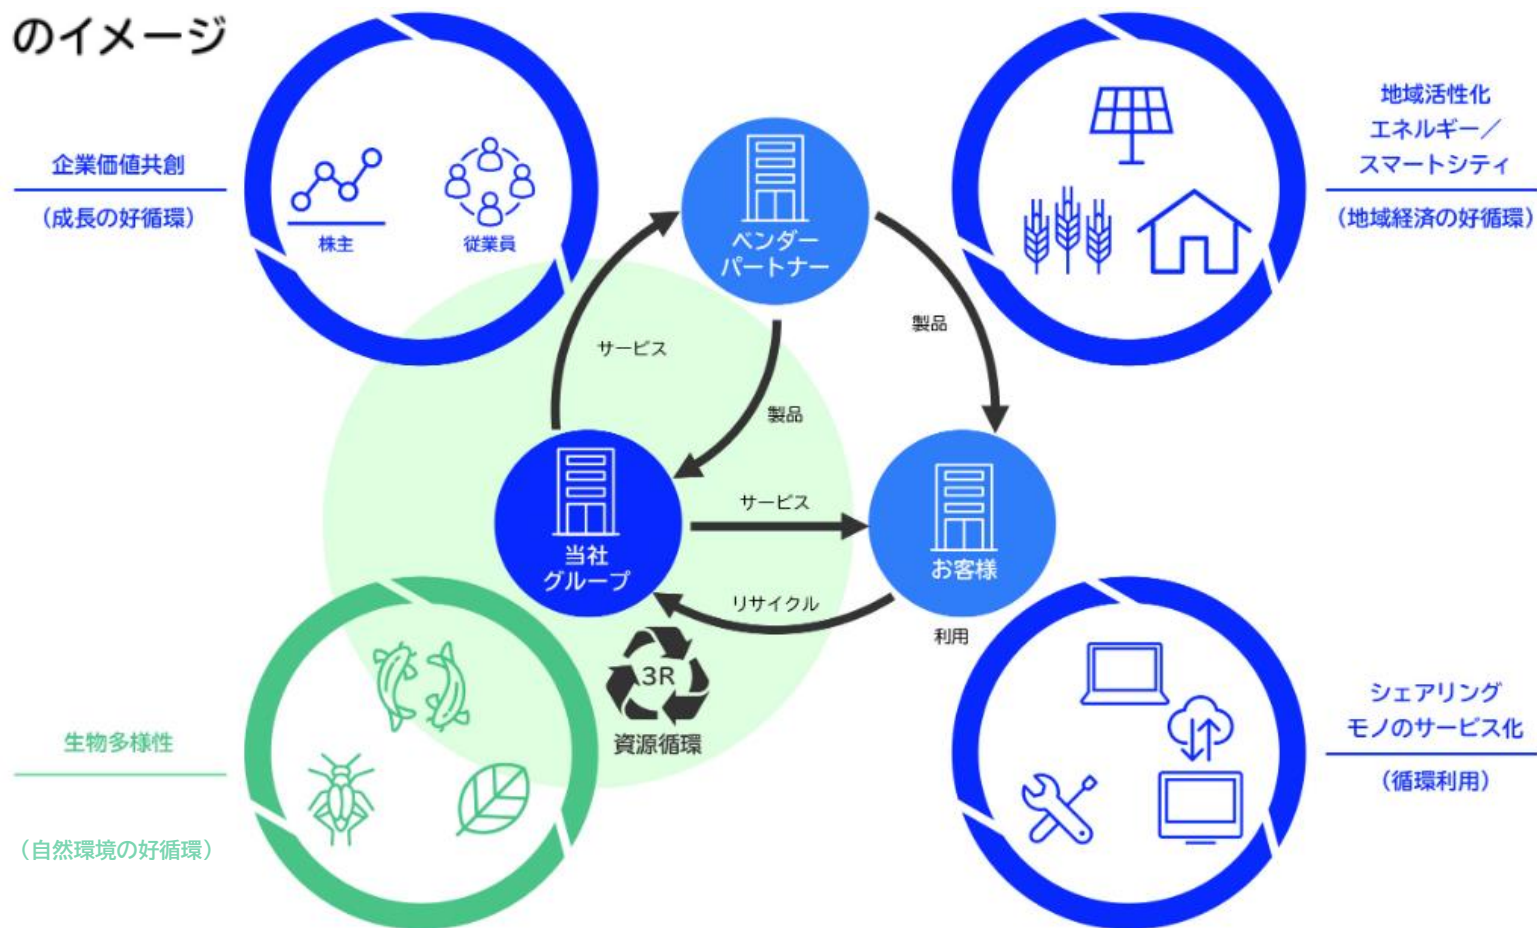 のイメージ
企業価値共創
（成長の好循環）
株主
従業員
ベンダー
パートナー
地域活性化
エネルギー／
スマートシティ
（地域経済の好循環）
サービス
製品
製品
当社
グループ
サービス
お客様
リサイクル
利用
3R
資源循環
生物多様性
（自然環境の好循環）
シェアリング
モノのサービス化
（循環利用）